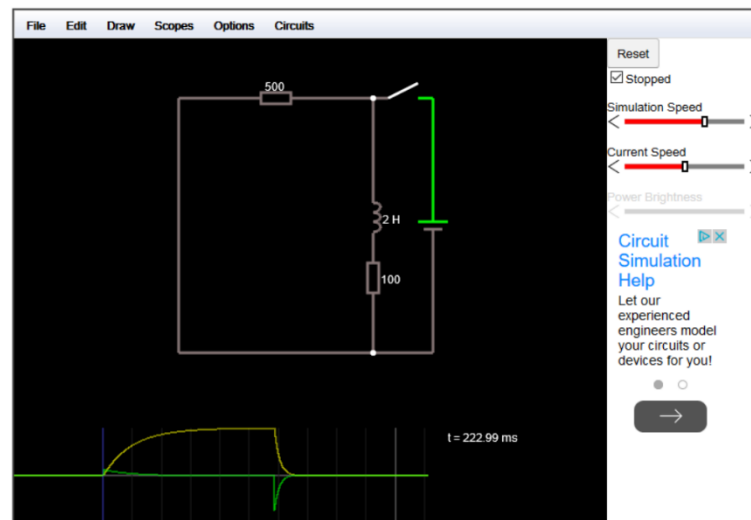 File Edit Draw Scopes Options Circuits
Reset
Stopped
Simulation Speed
Current Speed
Power Brightness
500
2 H
100
Circuit
Simulation
Help
Let our
experienced
engineers model
your circuits or
devices for you!
t = 222.99 ms